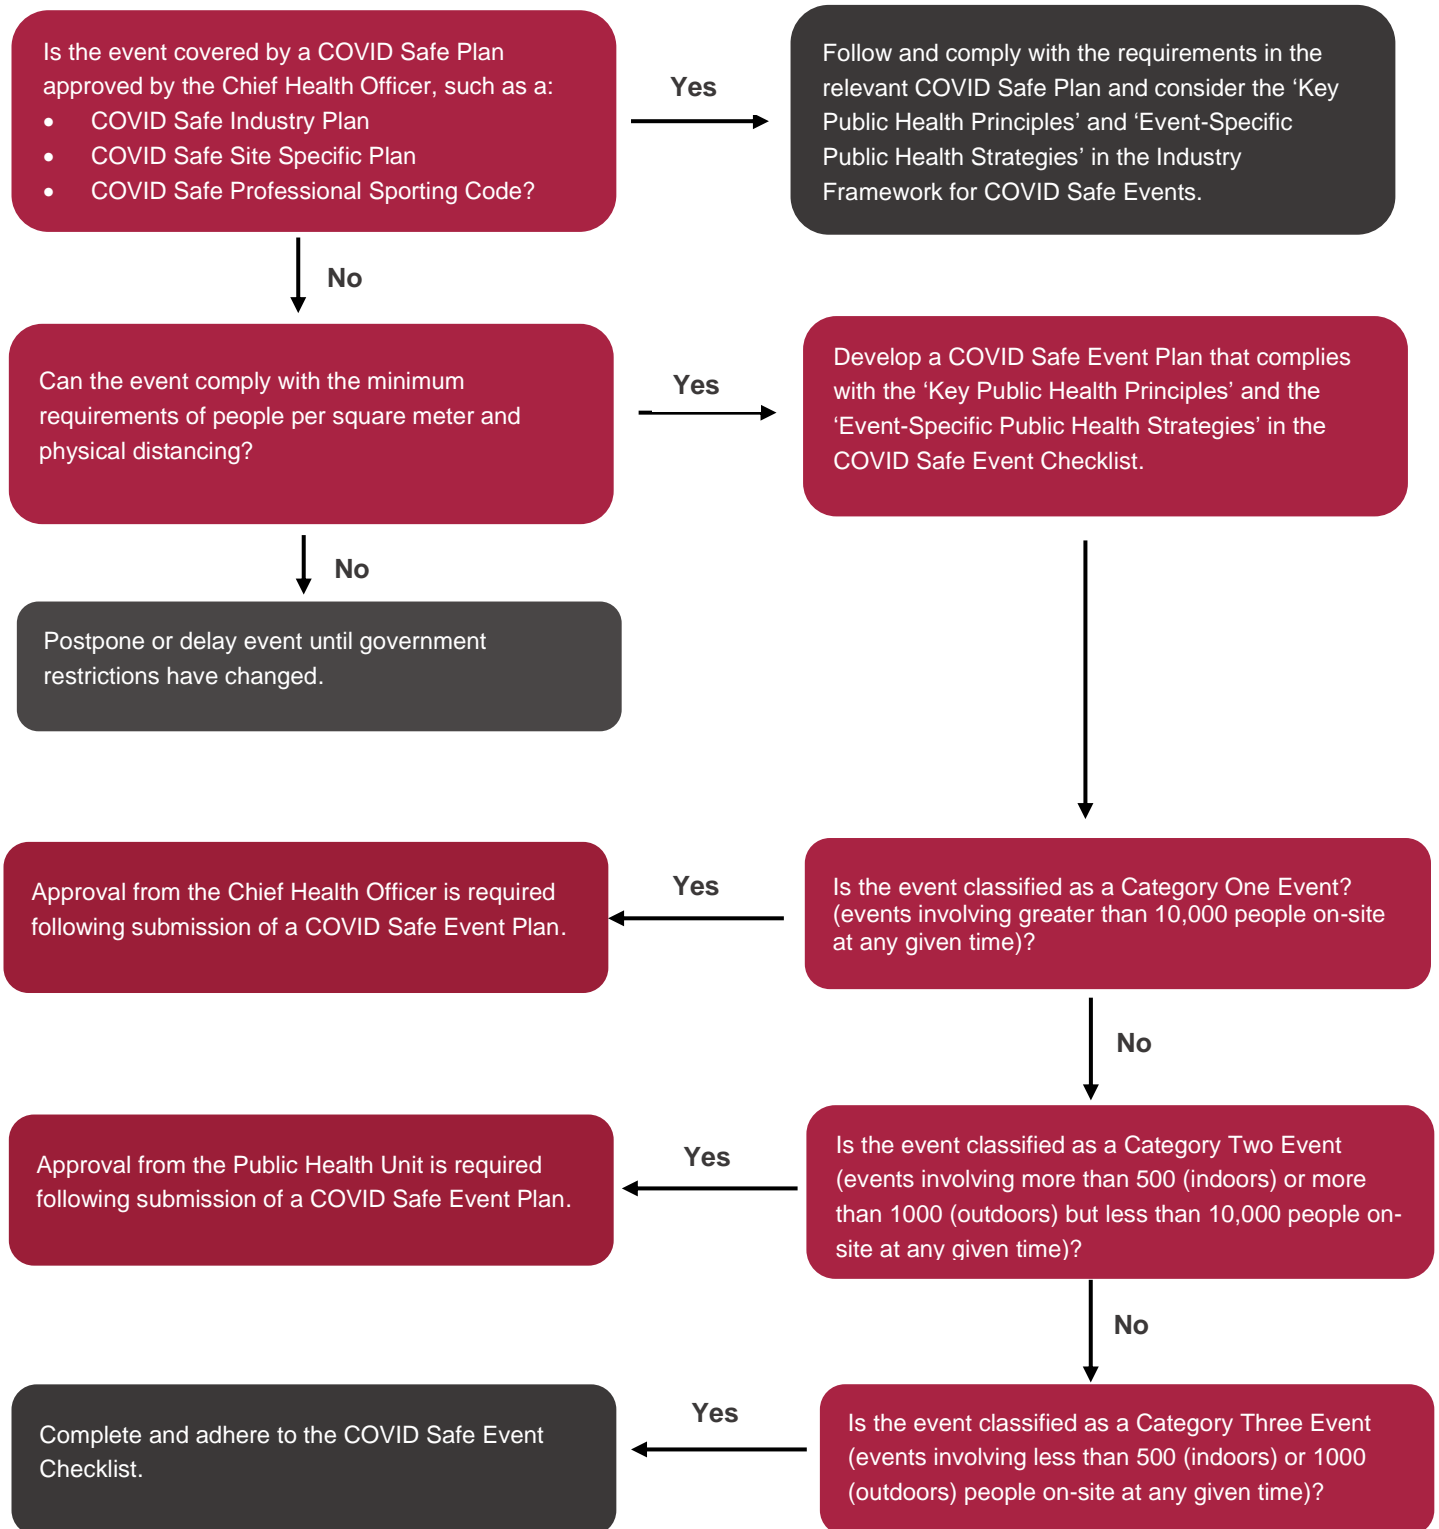 Is the event covered by a COVID Safe Plan
approved by the Chief Health Officer, such as a:
• COVID Safe Industry Plan
• COVID Safe Site Specific Plan
• COVID Safe Professional Sporting Code?
Yes
Follow and comply with the requirements in the
relevant COVID Safe Plan and consider the ‘Key
Public Health Principles’ and ‘Event-Specific
Public Health Strategies’ in the Industry
Framework for COVID Safe Events.
No
Can the event comply with the minimum
requirements of people per square meter and
physical distancing?
Yes
Develop a COVID Safe Event Plan that complies
with the ‘Key Public Health Principles’ and the
‘Event-Specific Public Health Strategies’ in the
COVID Safe Event Checklist.
No
Postpone or delay event until government
restrictions have changed.
Is the event classified as a Category One Event?
(events involving greater than 10,000 people on-site
at any given time)?
Yes
Approval from the Chief Health Officer is required
following submission of a COVID Safe Event Plan.
No
Is the event classified as a Category Two Event
(events involving more than 500 (indoors) or more
than 1000 (outdoors) but less than 10,000 people on-
site at any given time)?
Yes
Approval from the Public Health Unit is required
following submission of a COVID Safe Event Plan.
No
Is the event classified as a Category Three Event
(events involving less than 500 (indoors) or 1000
(outdoors) people on-site at any given time)?
Yes
Complete and adhere to the COVID Safe Event
Checklist.